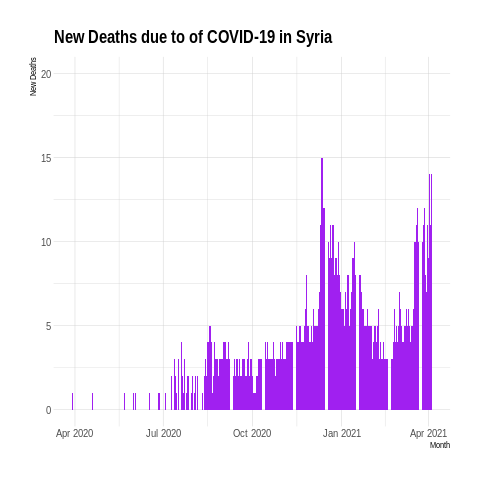 New Deaths due to of COVID-19 in Syria
New Deaths
20
15
10
5
0
Apr 2020
Jul 2020
Oct 2020
Jan 2021
Apr 2021
Month